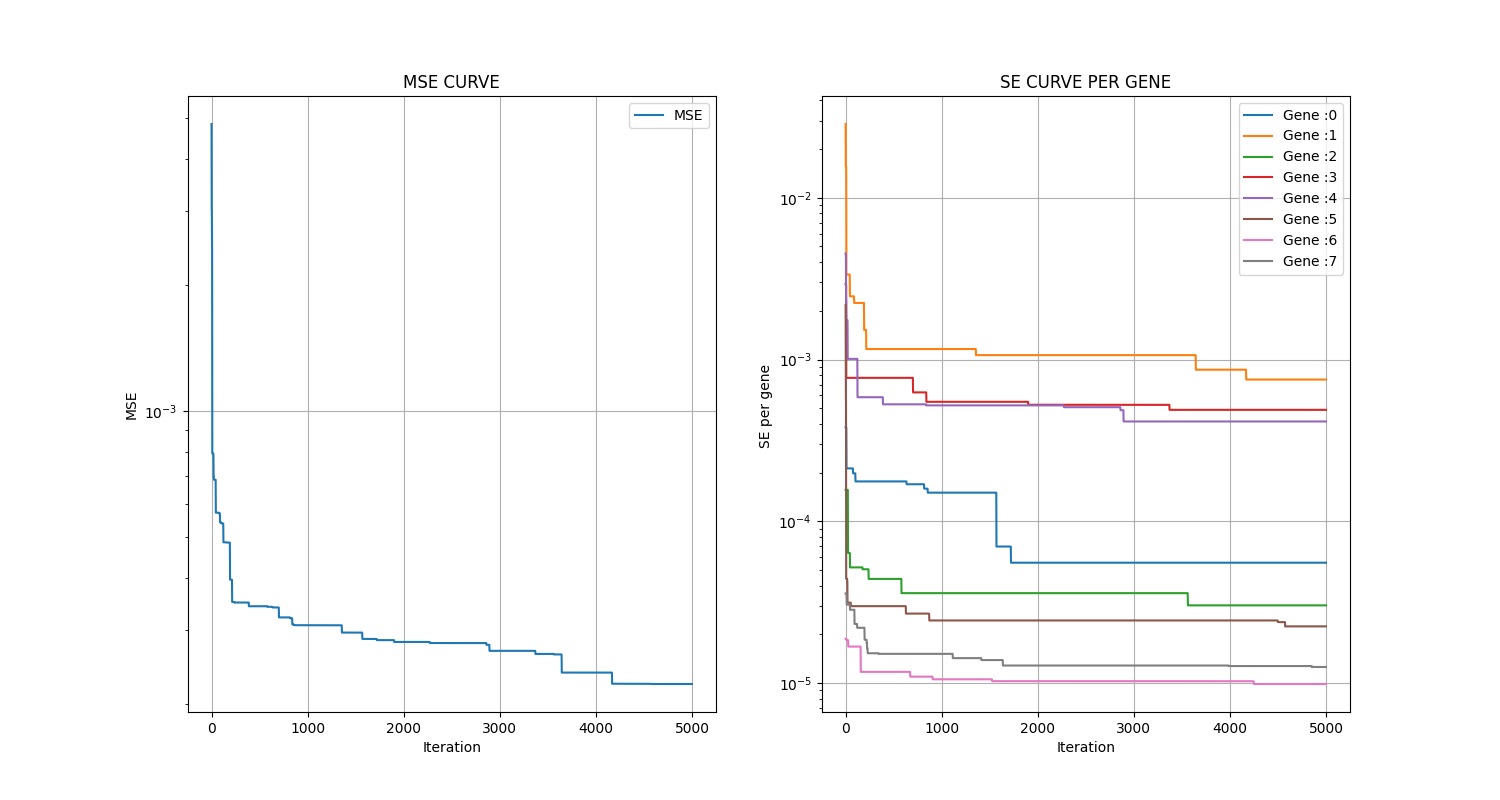 MSE CURVE
MSE
MSE
10⁻³
0 1000 2000 3000 4000 5000
Iteration
SE CURVE PER GENE
Gene :0
Gene :1
Gene :2
Gene :3
Gene :4
Gene :5
Gene :6
Gene :7
SE per gene
10⁻²
10⁻³
10⁻⁴
10⁻⁵
0 1000 2000 3000 4000 5000
Iteration